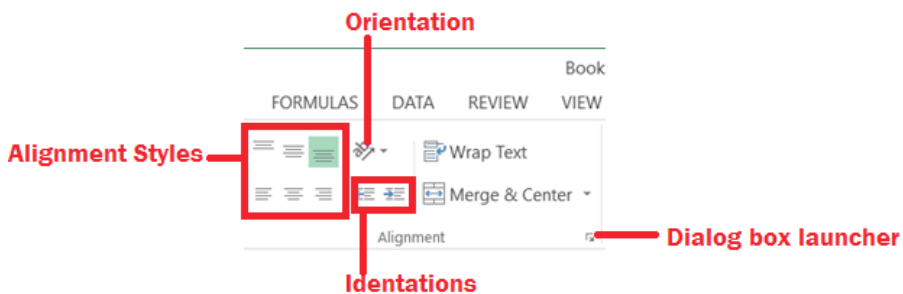 Orientation
Book
FORMULAS DATA REVIEW VIEW
Alignment Styles
Wrap Text
Merge & Center
Alignment
Dialog box launcher
Identations